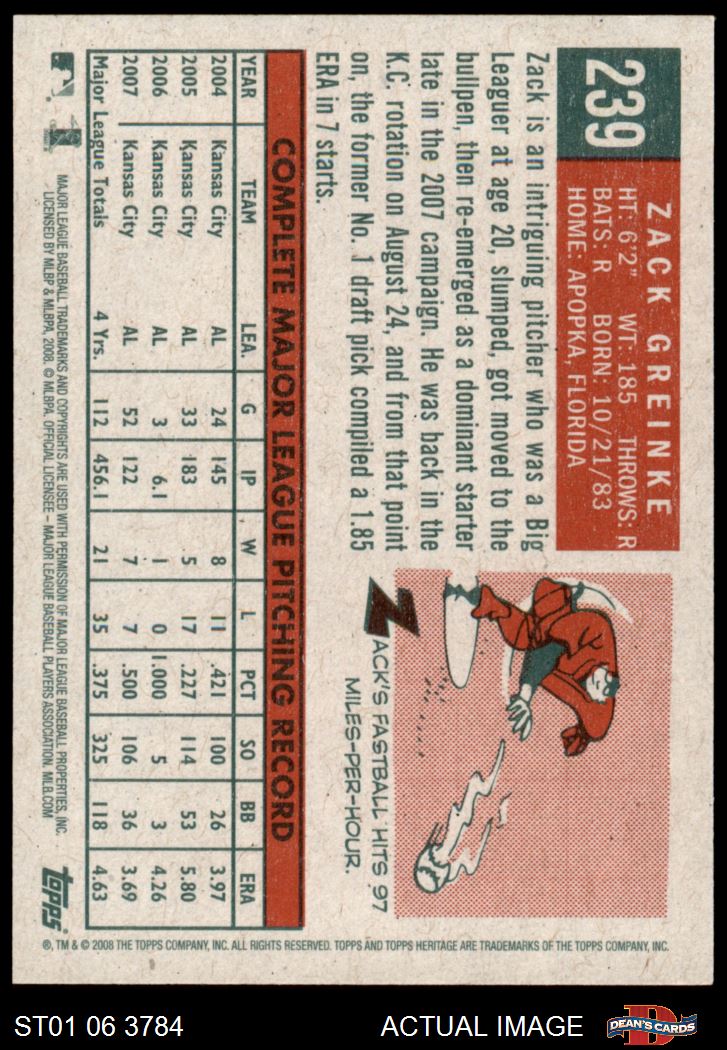 239
ZACK GREINKE
HT: 6'2" WT: 185 THROWS: R
BATS: R BORN: 10/21/83
HOME: APOPKA, FLORIDA
Zack is an intriguing pitcher who was a Big
Leaguer at age 20, slumped, got moved to the
bullpen, then re-emerged as a dominant starter
late in the 2007 campaign. He was back in the
K.C. rotation on August 24, and from that point
on, the former No. 1 draft pick compiled a 1.85
ERA in 7 starts.
ZACK'S FASTBALL HITS 97
MILES-PER-HOUR.
COMPLETE MAJOR LEAGUE PITCHING RECORD
YEAR TEAM LEA. G IP W L PCT SO BB ERA
2004 Kansas City AL 24 145 8 11 .421 100 26 3.97
2005 Kansas City AL 33 183 5 17 .227 114 53 5.80
2006 Kansas City AL 3 6.1 1 0 1.000 5 3 4.26
2007 Kansas City AL 52 122 7 7 .500 106 36 3.69
Major League Totals 4 Yrs. 112 456.1 21 35 .375 325 118 4.63
MAJOR LEAGUE BASEBALL TRADEMARKS AND COPYRIGHTS ARE USED WITH PERMISSION OF MAJOR LEAGUE BASEBALL PROPERTIES, INC.
- LICENSED BY MLBP & MLBPA, 2008. © MLBPA. OFFICIAL LICENSEE – MAJOR LEAGUE BASEBALL PLAYERS ASSOCIATION. MLB.COM
topps
®, TM & © 2008 THE TOPPS COMPANY, INC. ALL RIGHTS RESERVED. TOPPS AND TOPPS HERITAGE ARE TRADEMARKS OF THE TOPPS COMPANY, INC.
ST01 06 3784 ACTUAL IMAGE
DEAN'S CARDS